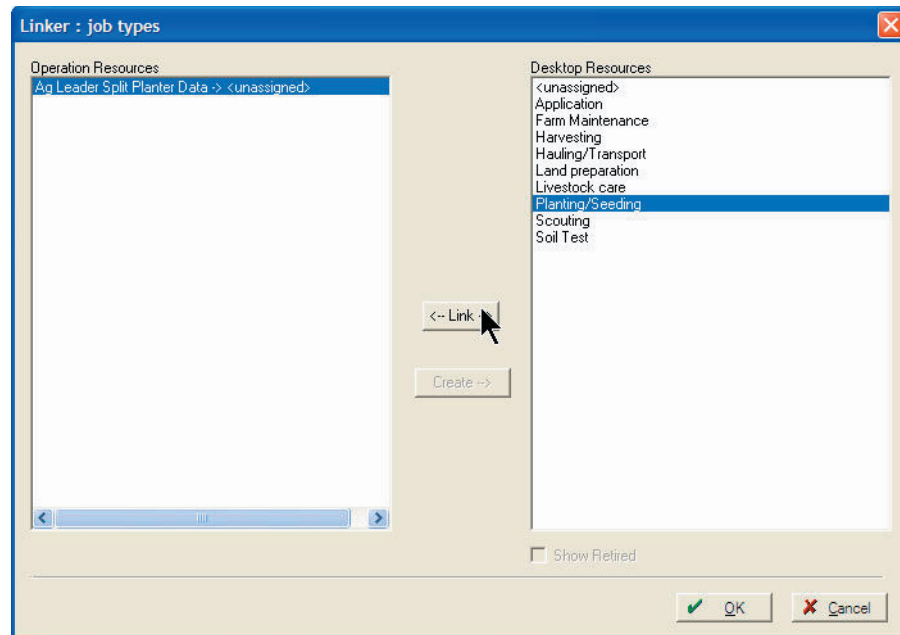 Linker : job types
Operation Resources
Ag Leader Split Planter Data -> <unassigned>
Desktop Resources
<unassigned>
Application
Farm Maintenance
Harvesting
Hauling/Transport
Land preparation
Livestock care
Planting/Seeding
Scouting
Soil Test
<-- Link
Create -->
Show Retired
OK
Cancel